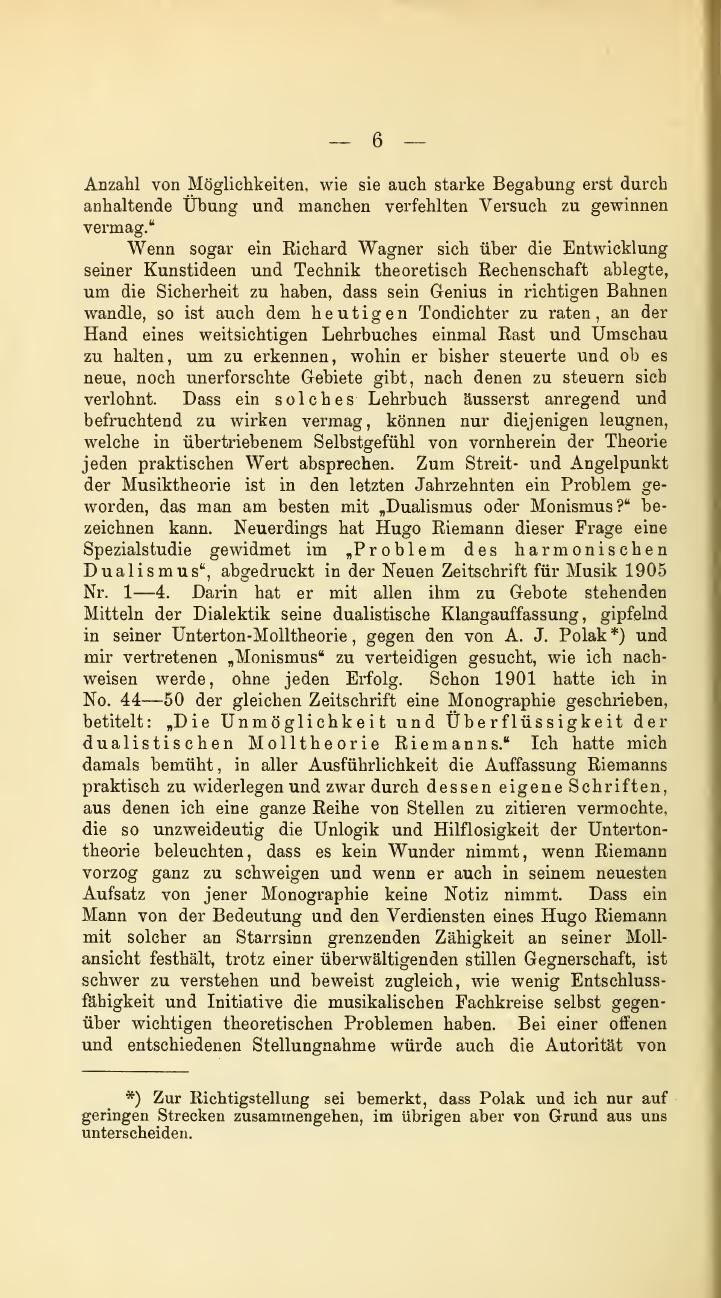 — 6 —
Anzahl von Möglichkeiten, wie sie auch starke Begabung erst durch
anhaltende Übung und manchen verfehlten Versuch zu gewinnen
vermag.“
Wenn sogar ein Richard Wagner sich über die Entwicklung
seiner Kunstideen und Technik theoretisch Rechenschaft ablegte,
um die Sicherheit zu haben, dass sein Genius in richtigen Bahnen
wandle, so ist auch dem heutigen Tondichter zu raten, an der
Hand eines weitsichtigen Lehrbuches einmal Rast und Umschau
zu halten, um zu erkennen, wohin er bisher steuerte und ob es
neue, noch unerforschte Gebiete gibt, nach denen zu steuern sich
verlohnt. Dass ein solches Lehrbuch äusserst anregend und
befruchtend zu wirken vermag, können nur diejenigen leugnen,
welche in übertriebenem Selbstgefühl von vornherein der Theorie
jeden praktischen Wert absprechen. Zum Streit- und Angelpunkt
der Musiktheorie ist in den letzten Jahrzehnten ein Problem ge-
worden, das man am besten mit „Dualismus oder Monismus?“ be-
zeichnen kann. Neuerdings hat Hugo Riemann dieser Frage eine
Spezialstudie gewidmet im „Problem des harmonischen
Dualismus“, abgedruckt in der Neuen Zeitschrift für Musik 1905
Nr. 1—4. Darin hat er mit allen ihm zu Gebote stehenden
Mitteln der Dialektik seine dualistische Klangauffassung, gipfelnd
in seiner Unterton-Molltheorie, gegen den von A. J. Polak*) und
mir vertretenen „Monismus“ zu verteidigen gesucht, wie ich nach-
weisen werde, ohne jeden Erfolg. Schon 1901 hatte ich in
No. 44—50 der gleichen Zeitschrift eine Monographie geschrieben,
betitelt: „Die Unmöglichkeit und Überflüssigkeit der
dualistischen Molltheorie Riemanns.“ Ich hatte mich
damals bemüht, in aller Ausführlichkeit die Auffassung Riemanns
praktisch zu widerlegen und zwar durch dessen eigene Schriften,
aus denen ich eine ganze Reihe von Stellen zu zitieren vermochte,
die so unzweideutig die Unlogik und Hilflosigkeit der Unterton-
theorie beleuchten, dass es kein Wunder nimmt, wenn Riemann
vorzog ganz zu schweigen und wenn er auch in seinem neuesten
Aufsatz von jener Monographie keine Notiz nimmt. Dass ein
Mann von der Bedeutung und den Verdiensten eines Hugo Riemann
mit solcher an Starrsinn grenzenden Zähigkeit an seiner Moll-
ansicht festhält, trotz einer überwältigenden stillen Gegnerschaft, ist
schwer zu verstehen und beweist zugleich, wie wenig Entschluss-
fähigkeit und Initiative die musikalischen Fachkreise selbst gegen-
über wichtigen theoretischen Problemen haben. Bei einer offenen
und entschiedenen Stellungnahme würde auch die Autorität von
*) Zur Richtigstellung sei bemerkt, dass Polak und ich nur auf
geringen Strecken zusammengehen, im übrigen aber von Grund aus uns
unterscheiden.